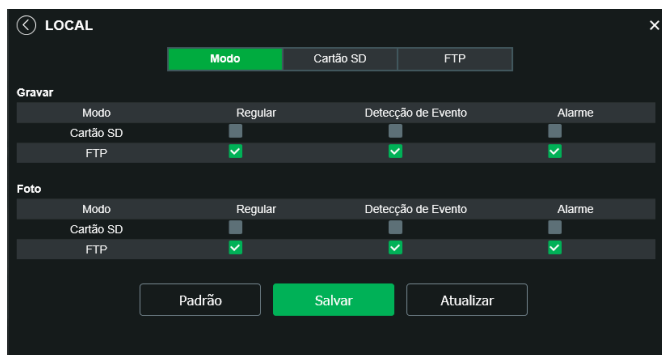 LOCAL
Modo Cartão SD FTP
Gravar
Modo Regular Detecção de Evento Alarme
Cartão SD
FTP
Foto
Modo Regular Detecção de Evento Alarme
Cartão SD
FTP
Padrão Salvar Atualizar